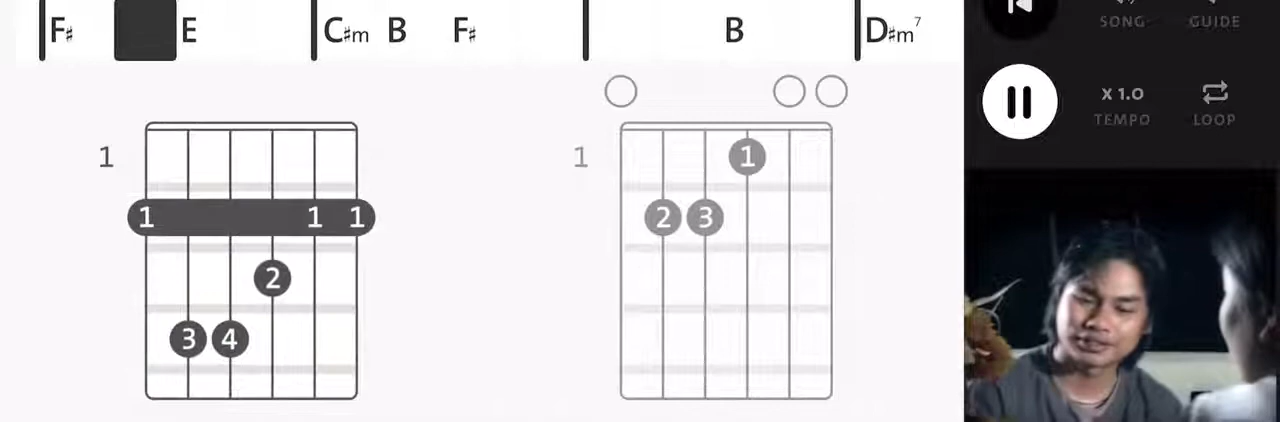 F♯ E C♯m B F♯ B D♯m7
SONG GUIDE
x 1.0
TEMPO LOOP
1 1
1 2 3
1 1 1
2
3 4